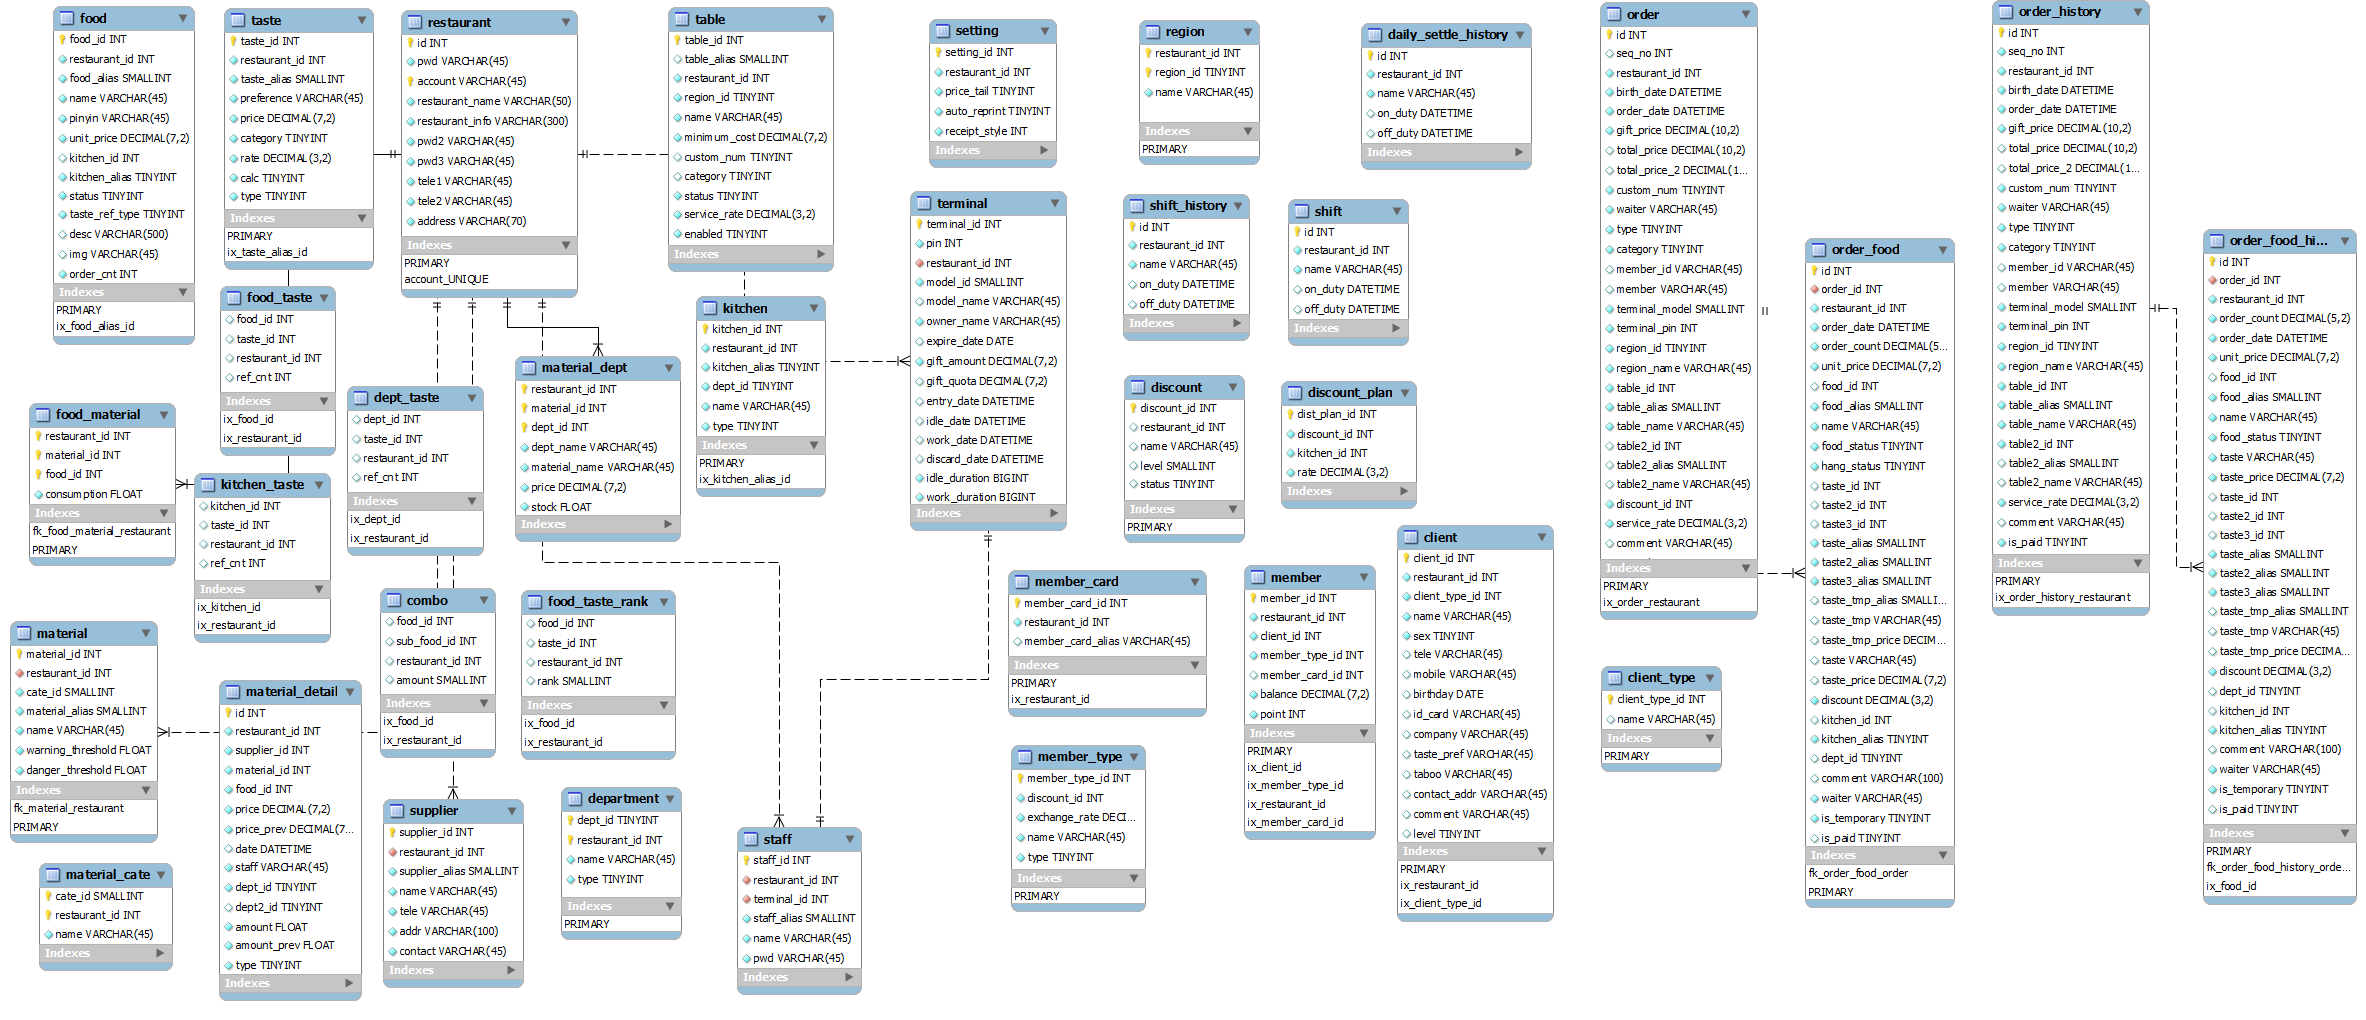 food
food_id INT
restaurant_id INT
food_alias SMALLINT
name VARCHAR(45)
pinyin VARCHAR(45)
unit_price DECIMAL(7,2)
kitchen_id INT
kitchen_alias TINYINT
status TINYINT
taste_ref_type TINYINT
desc VARCHAR(500)
img VARCHAR(45)
order_cnt INT
Indexes
PRIMARY
ix_food_alias_id
taste
taste_id INT
restaurant_id INT
taste_alias SMALLINT
preference VARCHAR(45)
price DECIMAL(7,2)
category TINYINT
rate DECIMAL(3,2)
calc TINYINT
type TINYINT
Indexes
PRIMARY
ix_taste_alias_id
restaurant
id INT
pwd VARCHAR(45)
account VARCHAR(45)
restaurant_name VARCHAR(50)
restaurant_info VARCHAR(300)
pwd2 VARCHAR(45)
pwd3 VARCHAR(45)
tele1 VARCHAR(45)
tele2 VARCHAR(45)
address VARCHAR(70)
Indexes
PRIMARY
account_UNIQUE
table
table_id INT
table_alias SMALLINT
restaurant_id INT
region_id TINYINT
name VARCHAR(45)
minimum_cost DECIMAL(7,2)
custom_num TINYINT
category TINYINT
status TINYINT
service_rate DECIMAL(3,2)
enabled TINYINT
Indexes
setting
setting_id INT
restaurant_id INT
price_tail TINYINT
auto_reprint TINYINT
receipt_style INT
Indexes
region
restaurant_id INT
region_id TINYINT
name VARCHAR(45)
Indexes
PRIMARY
daily_settle_history
id INT
restaurant_id INT
name VARCHAR(45)
on_duty DATETIME
off_duty DATETIME
Indexes
order
id INT
seq_no INT
restaurant_id INT
birth_date DATETIME
order_date DATETIME
gift_price DECIMAL(10,2)
total_price DECIMAL(10,2)
total_price_2 DECIMAL(1...
custom_num TINYINT
waiter VARCHAR(45)
type TINYINT
category TINYINT
member_id VARCHAR(45)
member VARCHAR(45)
terminal_model SMALLINT
terminal_pin INT
region_id TINYINT
region_name VARCHAR(45)
table_id INT
table_alias SMALLINT
table_name VARCHAR(45)
table2_id INT
table2_alias SMALLINT
table2_name VARCHAR(45)
discount_id INT
service_rate DECIMAL(3,2)
comment VARCHAR(45)
Indexes
PRIMARY
ix_order_restaurant
order_history
id INT
seq_no INT
restaurant_id INT
birth_date DATETIME
order_date DATETIME
gift_price DECIMAL(10,2)
total_price DECIMAL(10,2)
total_price_2 DECIMAL(1...
custom_num TINYINT
waiter VARCHAR(45)
type TINYINT
category TINYINT
member_id VARCHAR(45)
member VARCHAR(45)
terminal_model SMALLINT
terminal_pin INT
region_id TINYINT
region_name VARCHAR(45)
table_id INT
table_alias SMALLINT
table_name VARCHAR(45)
table2_id INT
table2_alias SMALLINT
table2_name VARCHAR(45)
service_rate DECIMAL(3,2)
comment VARCHAR(45)
is_paid TINYINT
Indexes
PRIMARY
ix_order_history_restaurant
terminal
terminal_id INT
pin INT
restaurant_id INT
model_id SMALLINT
model_name VARCHAR(45)
owner_name VARCHAR(45)
expire_date DATE
gift_amount DECIMAL(7,2)
gift_quota DECIMAL(7,2)
entry_date DATETIME
idle_date DATETIME
work_date DATETIME
discard_date DATETIME
idle_duration BIGINT
work_duration BIGINT
Indexes
shift_history
id INT
restaurant_id INT
name VARCHAR(45)
on_duty DATETIME
off_duty DATETIME
Indexes
shift
id INT
restaurant_id INT
name VARCHAR(45)
on_duty DATETIME
off_duty DATETIME
Indexes
order_food
id INT
order_id INT
restaurant_id INT
order_date DATETIME
order_count DECIMAL(5...
unit_price DECIMAL(7,2)
food_id INT
food_alias SMALLINT
name VARCHAR(45)
food_status TINYINT
hang_status TINYINT
taste_id INT
taste2_id INT
taste3_id INT
taste_alias SMALLINT
taste2_alias SMALLINT
taste3_alias SMALLINT
taste_tmp_alias SMALLI...
taste_tmp VARCHAR(45)
taste_tmp_price DECIM...
taste VARCHAR(45)
taste_price DECIMAL(7,2)
discount DECIMAL(3,2)
kitchen_id INT
kitchen_alias TINYINT
dept_id TINYINT
comment VARCHAR(100)
waiter VARCHAR(45)
is_temporary TINYINT
is_paid TINYINT
Indexes
fk_order_food_order
PRIMARY
order_food_hi...
id INT
order_id INT
restaurant_id INT
order_count DECIMAL(5,2)
order_date DATETIME
unit_price DECIMAL(7,2)
food_id INT
food_alias SMALLINT
name VARCHAR(45)
food_status TINYINT
taste VARCHAR(45)
taste_price DECIMAL(7,2)
taste_id INT
taste2_id INT
taste3_id INT
taste_alias SMALLINT
taste2_alias SMALLINT
taste3_alias SMALLINT
taste_tmp_alias SMALLINT
taste_tmp VARCHAR(45)
taste_tmp_price DECIMA...
discount DECIMAL(3,2)
dept_id TINYINT
kitchen_id INT
kitchen_alias TINYINT
comment VARCHAR(100)
waiter VARCHAR(45)
is_temporary TINYINT
is_paid TINYINT
Indexes
PRIMARY
fk_order_food_history_orde...
ix_food_id
food_taste
food_id INT
taste_id INT
restaurant_id INT
ref_cnt INT
Indexes
ix_food_id
ix_restaurant_id
kitchen
kitchen_id INT
restaurant_id INT
kitchen_alias TINYINT
dept_id TINYINT
name VARCHAR(45)
type TINYINT
Indexes
PRIMARY
ix_kitchen_alias_id
material_dept
restaurant_id INT
material_id INT
dept_id INT
dept_name VARCHAR(45)
material_name VARCHAR(45)
price DECIMAL(7,2)
stock FLOAT
Indexes
dept_taste
dept_id INT
taste_id INT
restaurant_id INT
ref_cnt INT
Indexes
ix_dept_id
ix_restaurant_id
discount
discount_id INT
restaurant_id INT
name VARCHAR(45)
level SMALLINT
status TINYINT
Indexes
PRIMARY
discount_plan
dist_plan_id INT
discount_id INT
kitchen_id INT
rate DECIMAL(3,2)
Indexes
food_material
restaurant_id INT
material_id INT
food_id INT
consumption FLOAT
Indexes
fk_food_material_restaurant
PRIMARY
kitchen_taste
kitchen_id INT
taste_id INT
restaurant_id INT
ref_cnt INT
Indexes
ix_kitchen_id
ix_restaurant_id
client
client_id INT
restaurant_id INT
client_type_id INT
name VARCHAR(45)
sex TINYINT
tele VARCHAR(45)
mobile VARCHAR(45)
birthday DATE
id_card VARCHAR(45)
company VARCHAR(45)
taste_pref VARCHAR(45)
taboo VARCHAR(45)
contact_addr VARCHAR(45)
comment VARCHAR(45)
level TINYINT
Indexes
PRIMARY
ix_restaurant_id
ix_client_type_id
member_card
member_card_id INT
restaurant_id INT
member_card_alias VARCHAR(45)
Indexes
PRIMARY
ix_restaurant_id
member
member_id INT
restaurant_id INT
client_id INT
member_type_id INT
member_card_id INT
balance DECIMAL(7,2)
point INT
Indexes
PRIMARY
ix_client_id
ix_member_type_id
ix_restaurant_id
ix_member_card_id
combo
food_id INT
sub_food_id INT
restaurant_id INT
amount SMALLINT
Indexes
ix_food_id
ix_restaurant_id
food_taste_rank
food_id INT
taste_id INT
restaurant_id INT
rank SMALLINT
Indexes
ix_food_id
ix_restaurant_id
material
material_id INT
restaurant_id INT
cate_id SMALLINT
material_alias SMALLINT
name VARCHAR(45)
warning_threshold FLOAT
danger_threshold FLOAT
Indexes
fk_material_restaurant
PRIMARY
material_detail
id INT
restaurant_id INT
supplier_id INT
material_id INT
food_id INT
price DECIMAL(7,2)
price_prev DECIMAL(7...
date DATETIME
staff VARCHAR(45)
dept_id TINYINT
dept2_id TINYINT
amount FLOAT
amount_prev FLOAT
type TINYINT
Indexes
client_type
client_type_id INT
name VARCHAR(45)
Indexes
PRIMARY
member_type
member_type_id INT
discount_id INT
exchange_rate DECI...
name VARCHAR(45)
type TINYINT
Indexes
PRIMARY
department
dept_id TINYINT
restaurant_id INT
name VARCHAR(45)
type TINYINT
Indexes
PRIMARY
supplier
supplier_id INT
restaurant_id INT
supplier_alias SMALLINT
name VARCHAR(45)
tele VARCHAR(45)
addr VARCHAR(100)
contact VARCHAR(45)
Indexes
staff
staff_id INT
restaurant_id INT
terminal_id INT
staff_alias SMALLINT
name VARCHAR(45)
pwd VARCHAR(45)
Indexes
material_cate
cate_id SMALLINT
restaurant_id INT
name VARCHAR(45)
Indexes